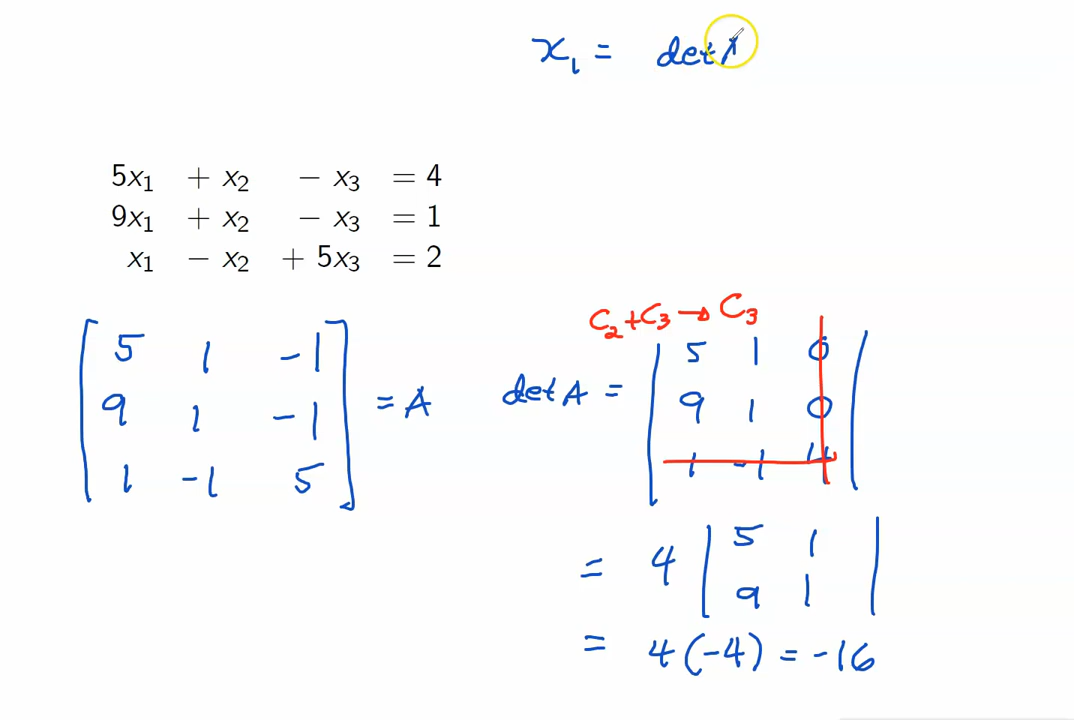 x₁ = det A
5x₁ + x₂ − x₃ = 4
9x₁ + x₂ − x₃ = 1
x₁ − x₂ + 5x₃ = 2
C₂+C₃→C₃
5 1 -1
9 1 -1 = A
1 -1 5
det A = | 5 1 0 |
9 1 0
1 -1 4
= 4 | 5 1 |
9 1
= 4(-4) = -16